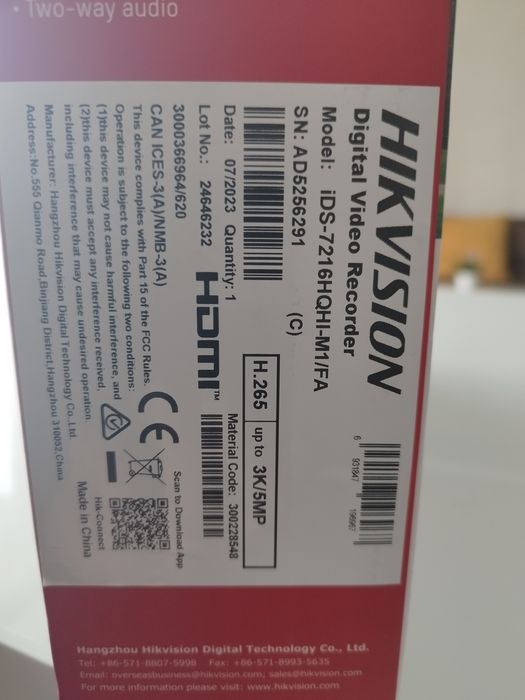 • Two-way audio
HIKVISION
Digital Video Recorder
Model: iDS-7216HQHI-M1/FA
SN: AD5256291
(C)
6 931847 196967
H.265 up to 3K/5MP
Date: 07/2023 Quantity: 1
Material Code: 300228548
Lot No.: 24646232
HDMI™
3000366964/620
CAN ICES-3(A)/NMB-3(A)
This device complies with Part 15 of the FCC Rules.
Operation is subject to the following two conditions:
(1)this device may not cause harmful interference, and
(2)this device must accept any interference received,
including interference that may cause undesired operation.
CE
Scan to Download App
Hik-Connect
Manufacturer: Hangzhou Hikvision Digital Technology Co.,Ltd.
Address:No.555 Qianmo Road,Binjiang District,Hangzhou 310052,China
Made in China
Hangzhou Hikvision Digital Technology Co., Ltd.
Tel: +86-571-8807-5998 Fax: +86-571-8993-5635
Email: overseasbusiness@hikvision.com; sales@hikvision.com
For more information please visit: www.hikvision.com